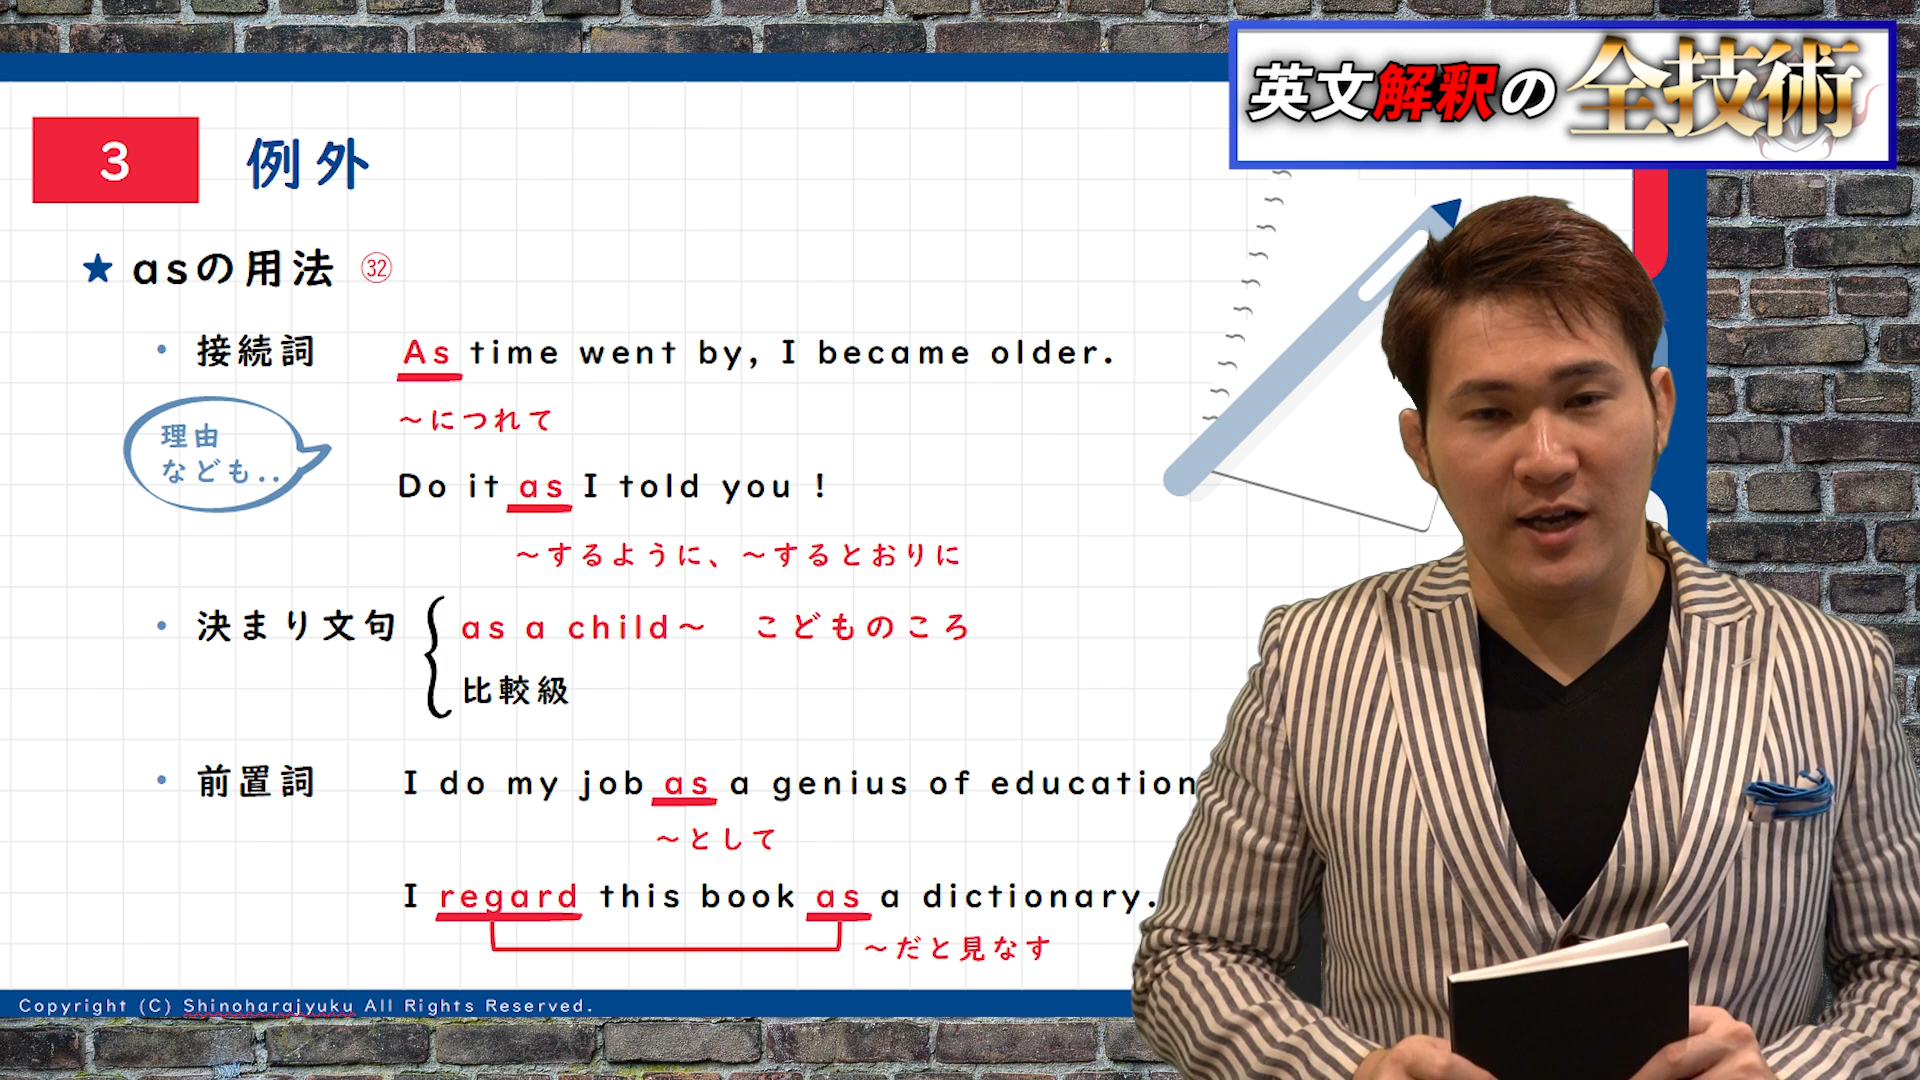 英文解釈の全技術
3 例外
★ asの用法 ㉜
・接続詞 As time went by, I became older.
～につれて
理由
なども..
Do it as I told you !
～するように、～するとおりに
・決まり文句 as a child～ こどものころ
比較級
・前置詞 I do my job as a genius of education
～として
I regard this book as a dictionary.
～だと見なす
Copyright (C) Shinoharajyuku All Rights Reserved.